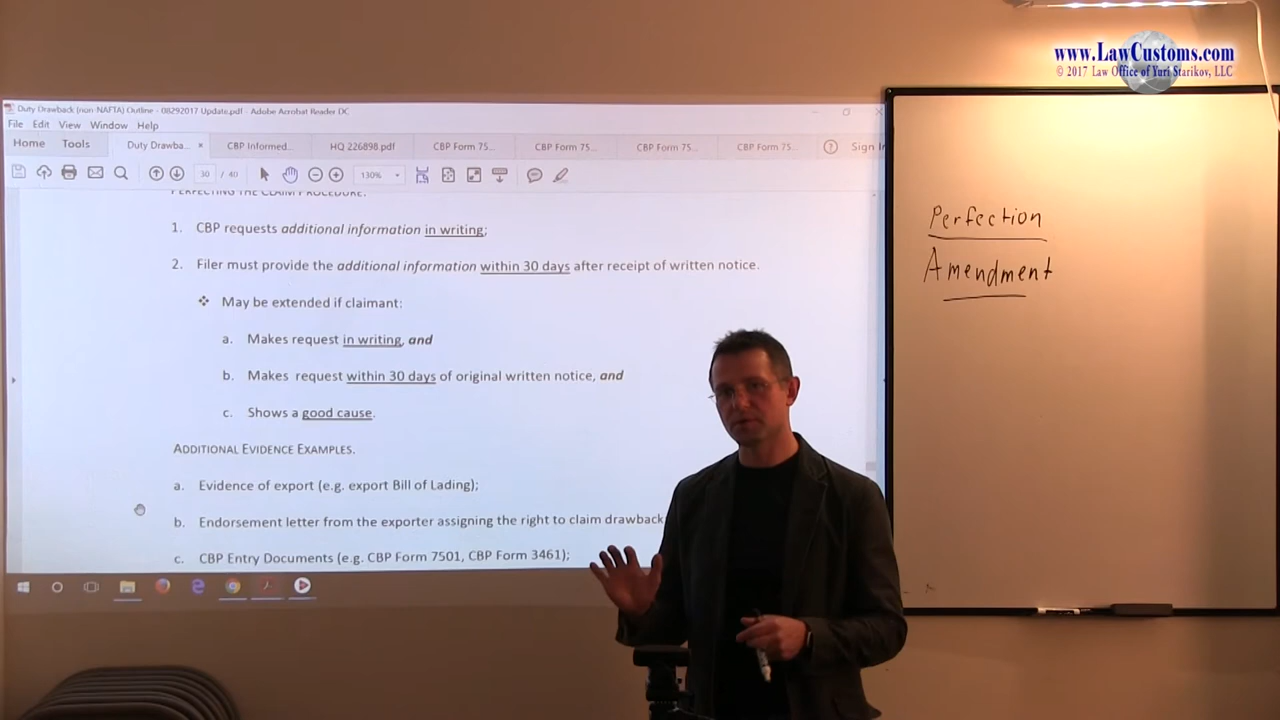 www.LawCustoms.com
© 2017 Law Office of Yuri Starikov, LLC
Duty Drawback (non-NAFTA) Outline - 08292017 Update.pdf - Adobe Acrobat Reader DC
File Edit View Window Help
Home Tools Duty Drawba... × CBP Informed... HQ 226898.pdf CBP Form 75... CBP Form 75... CBP Form 75... CBP Form 75... Sign In
30 / 40 130%
PERFECTING THE CLAIM PROCEDURE.
1. CBP requests additional information in writing;
2. Filer must provide the additional information within 30 days after receipt of written notice.
❖ May be extended if claimant:
a. Makes request in writing, and
b. Makes request within 30 days of original written notice, and
c. Shows a good cause.
ADDITIONAL EVIDENCE EXAMPLES.
a. Evidence of export (e.g. export Bill of Lading);
b. Endorsement letter from the exporter assigning the right to claim drawback
c. CBP Entry Documents (e.g. CBP Form 7501, CBP Form 3461);
Perfection
Amendment